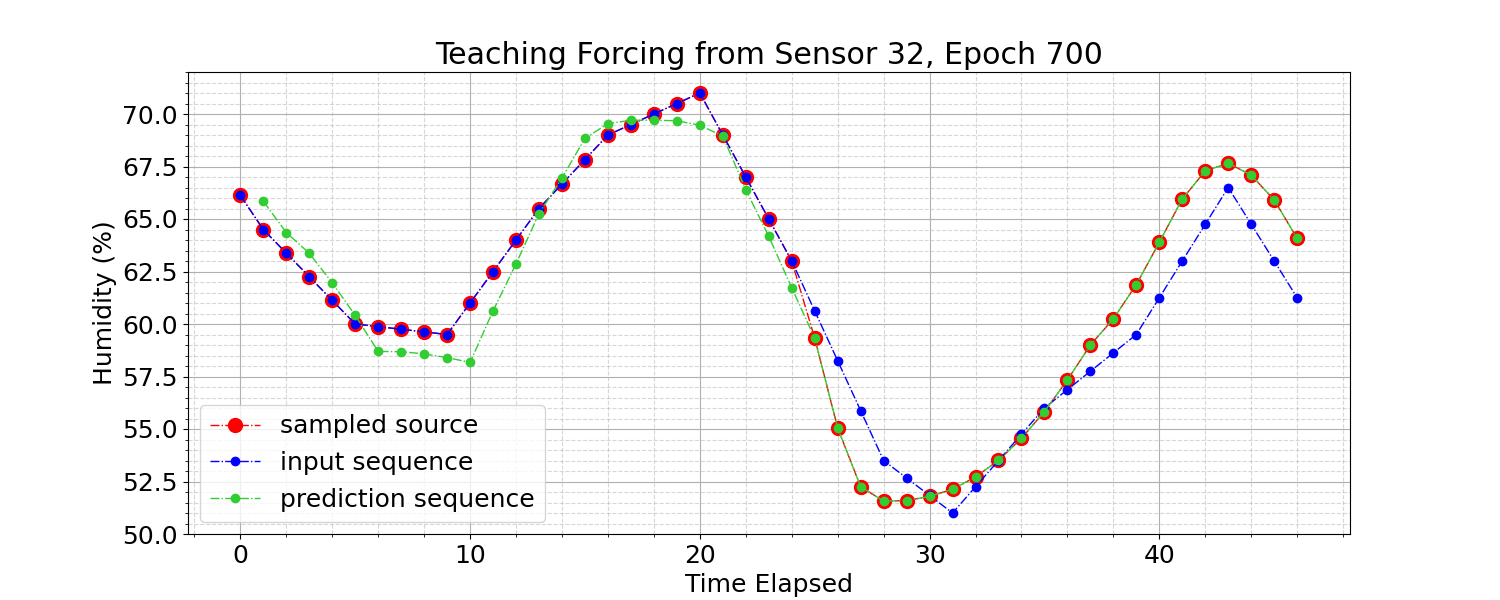 Teaching Forcing from Sensor 32, Epoch 700
Humidity (%)
70.0
67.5
65.0
62.5
60.0
57.5
55.0
52.5
50.0
sampled source
input sequence
prediction sequence
0 10 20 30 40
Time Elapsed